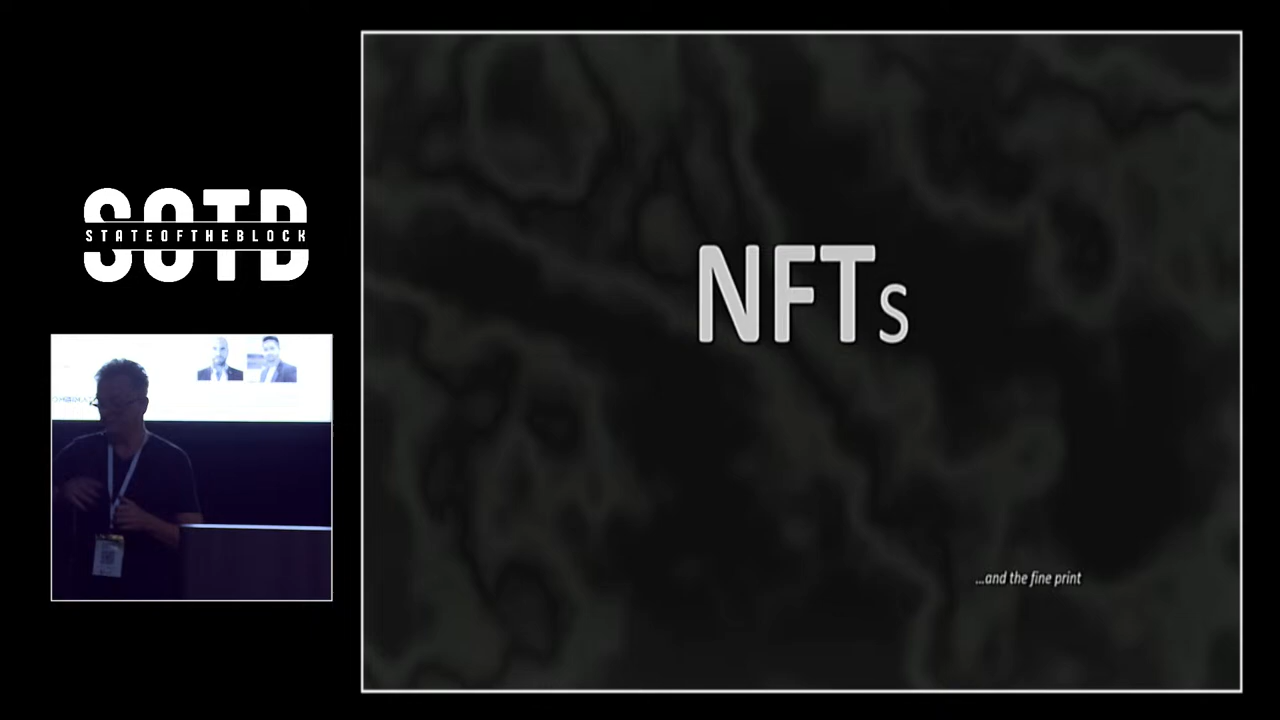 SOTB
STATEOFTHEBLOCK
NFTs
...and the fine print